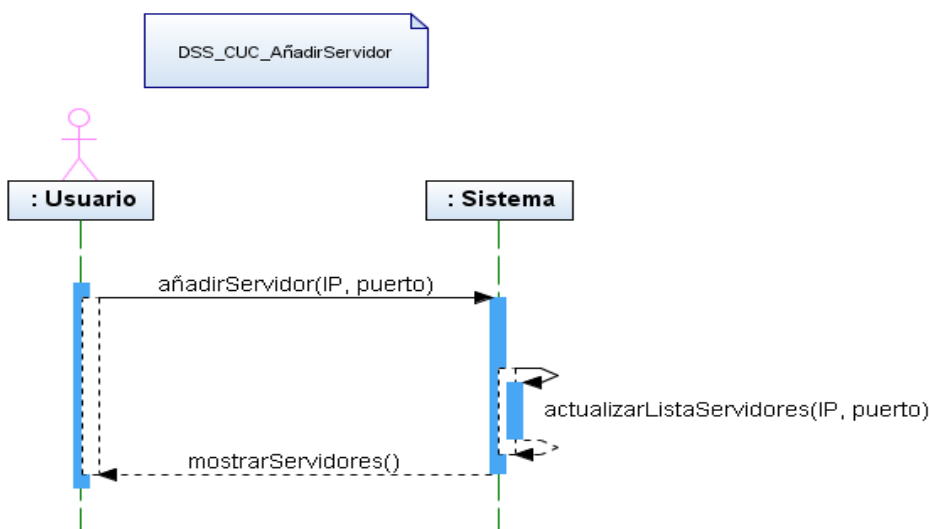 DSS_CUC_AñadirServidor
: Usuario
: Sistema
añadirServidor(IP, puerto)
actualizarListaServidores(IP, puerto)
mostrarServidores()